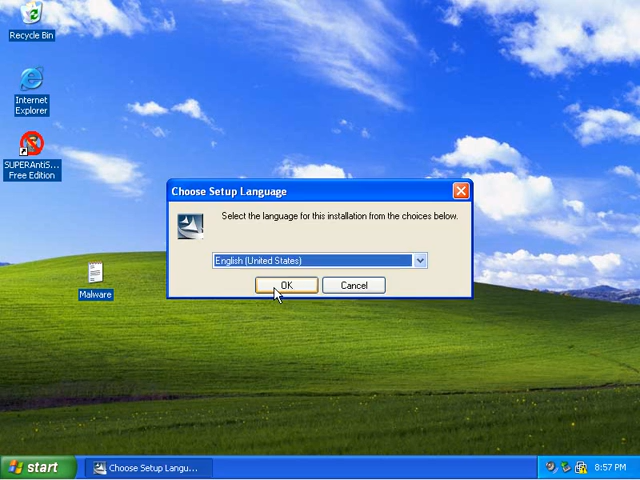 Recycle Bin
Internet
Explorer
SUPERAntiS...
Free Edition
Malware
Choose Setup Language
Select the language for this installation from the choices below.
English (United States)
OK
Cancel
start
Choose Setup Langu...
8:57 PM